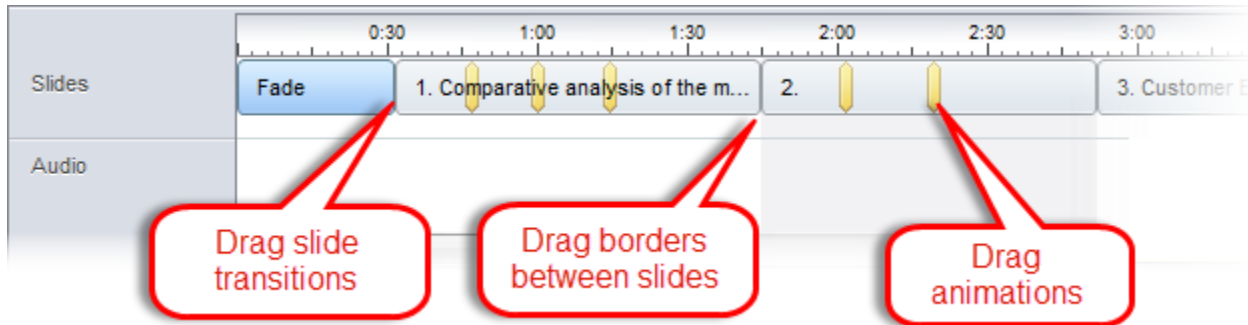 0:30 1:00 1:30 2:00 2:30 3:00
Slides Fade 1. Comparative analysis of the m... 2. 3. Customer
Audio
Drag slide
transitions
Drag borders
between slides
Drag
animations